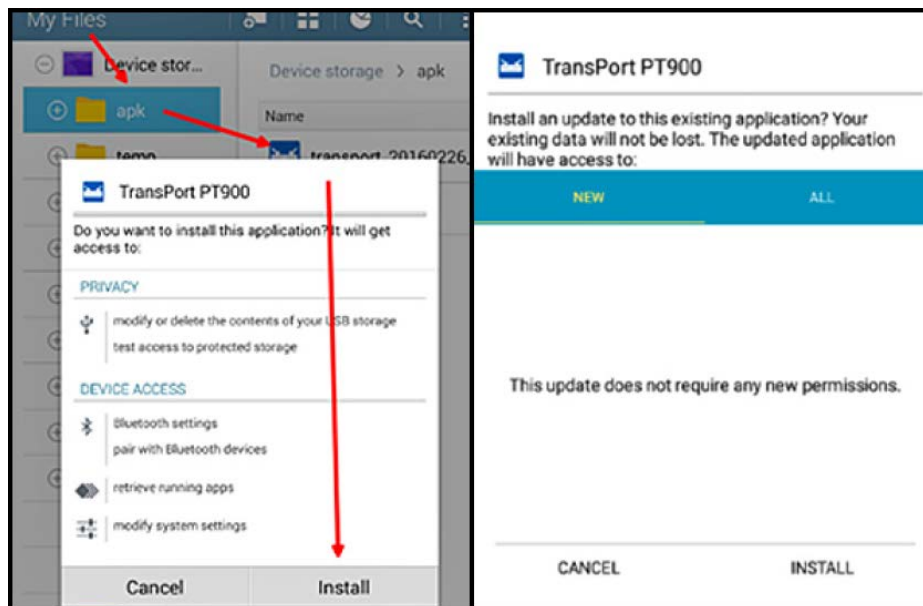 My Files
Device stor...
apk
temp
Device storage > apk
Name
transport_20160226_
TransPort PT900
Do you want to install this application? It will get
access to:
PRIVACY
modify or delete the contents of your USB storage
test access to protected storage
DEVICE ACCESS
Bluetooth settings
pair with Bluetooth devices
retrieve running apps
modify system settings
Cancel
Install
TransPort PT900
Install an update to this existing application? Your
existing data will not be lost. The updated application
will have access to:
NEW
ALL
This update does not require any new permissions.
CANCEL
INSTALL